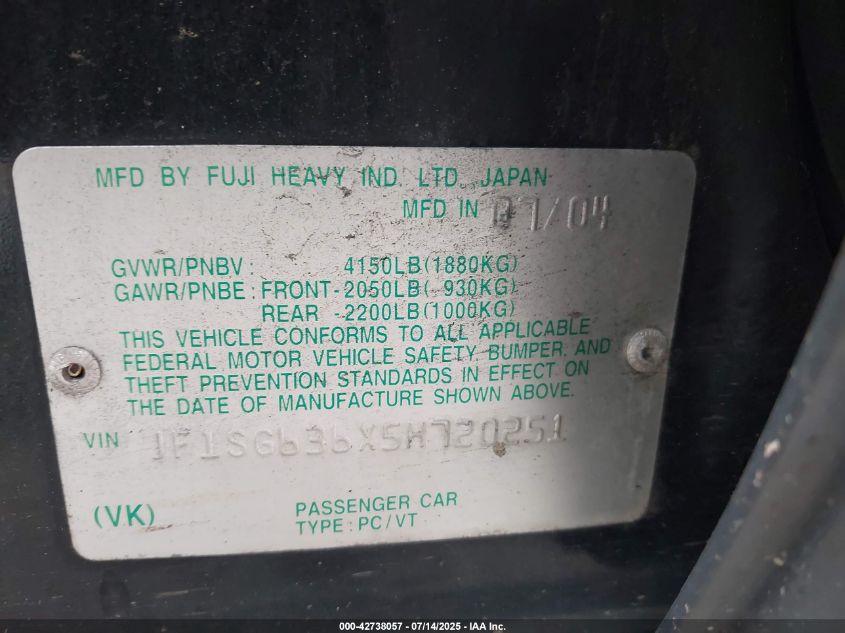 MFD BY FUJI HEAVY IND. LTD. JAPAN
MFD IN 07/04
GVWR/PNBV : 4150LB(1880KG)
GAWR/PNBE : FRONT-2050LB( 930KG)
REAR -2200LB(1000KG)
THIS VEHICLE CONFORMS TO ALL APPLICABLE
FEDERAL MOTOR VEHICLE SAFETY, BUMPER, AND
THEFT PREVENTION STANDARDS IN EFFECT ON
THE DATE OF MANUFACTURE SHOWN ABOVE.
VIN JF1SG636X5H720251
(VK)
PASSENGER CAR
TYPE : PC/VT
000-42738057 - 07/14/2025 - IAA Inc.